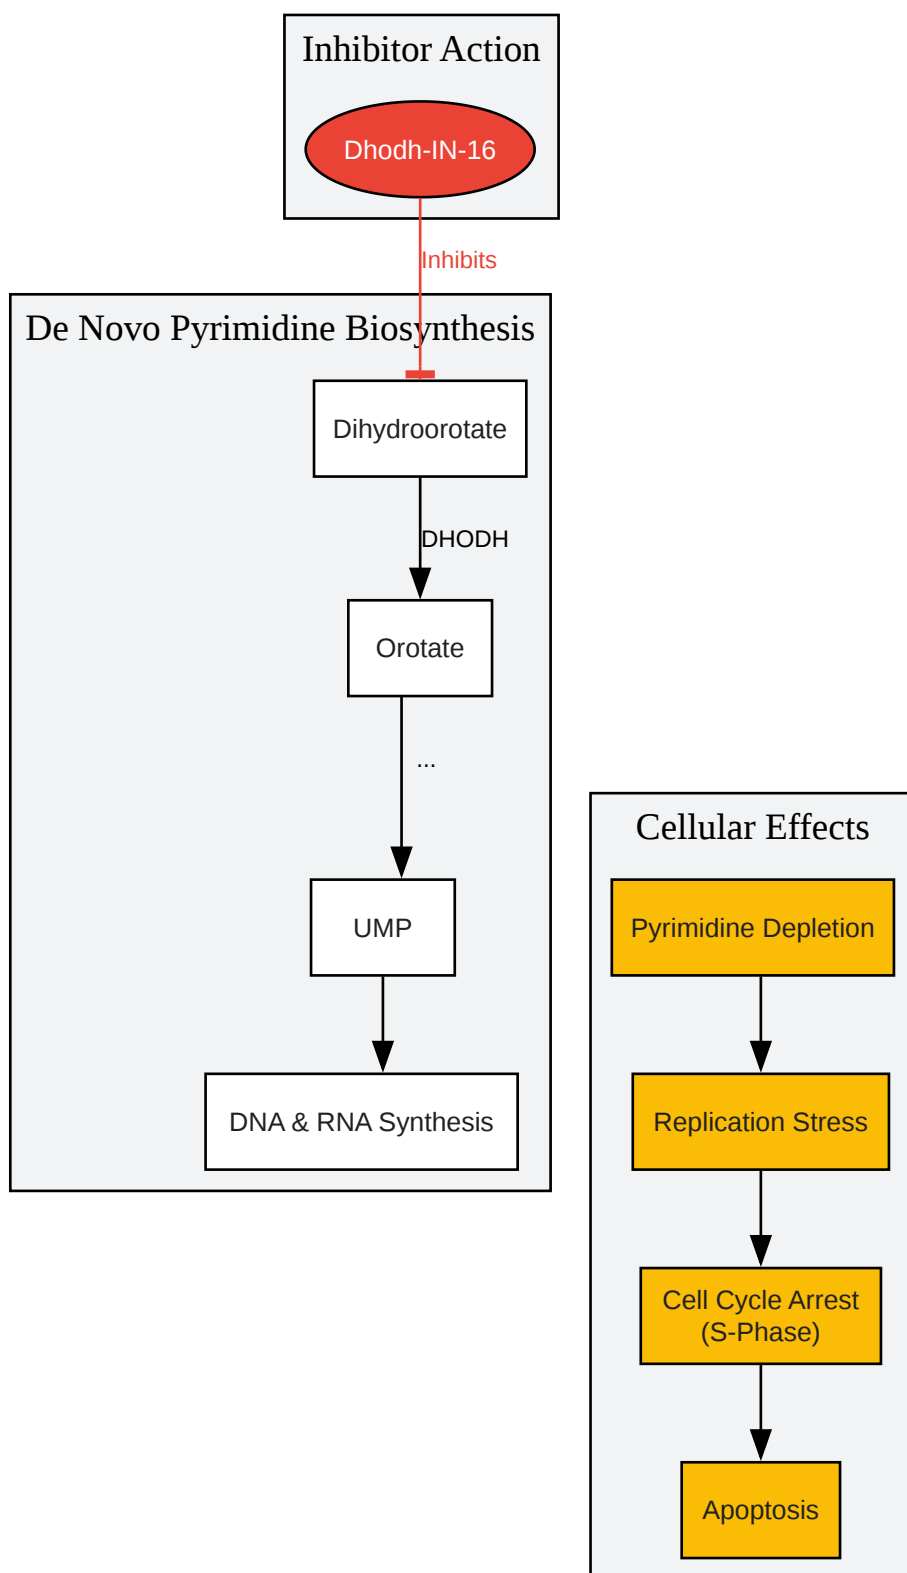 Inhibitor Action
Dhodh-IN-16
Inhibits
De Novo Pyrimidine Biosynthesis
Dihydroorotate
DHODH
Orotate
...
UMP
DNA & RNA Synthesis
Cellular Effects
Pyrimidine Depletion
Replication Stress
Cell Cycle Arrest
(S-Phase)
Apoptosis